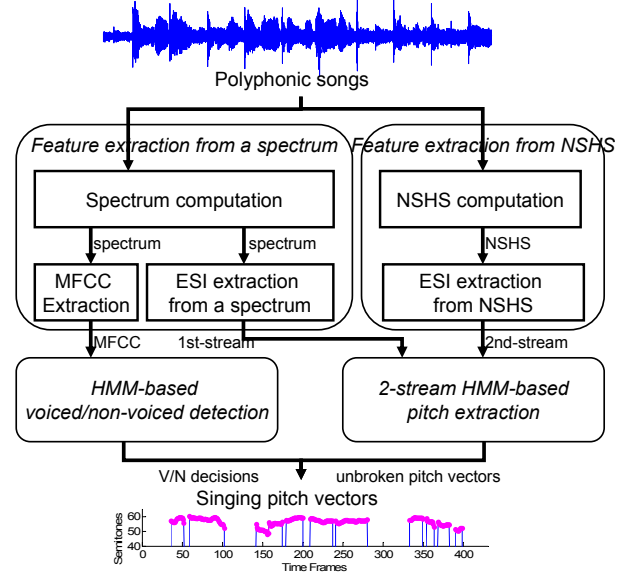 Polyphonic songs
Feature extraction from a spectrum
Feature extraction from NSHS
Spectrum computation
NSHS computation
spectrum
spectrum
NSHS
MFCC
Extraction
ESI extraction
from a spectrum
ESI extraction
from NSHS
MFCC
1st-stream
2nd-stream
HMM-based
voiced/non-voiced detection
2-stream HMM-based
pitch extraction
V/N decisions
unbroken pitch vectors
Singing pitch vectors
Semitones
60
50
40
0 50 100 150 200 250 300 350 400
Time Frames